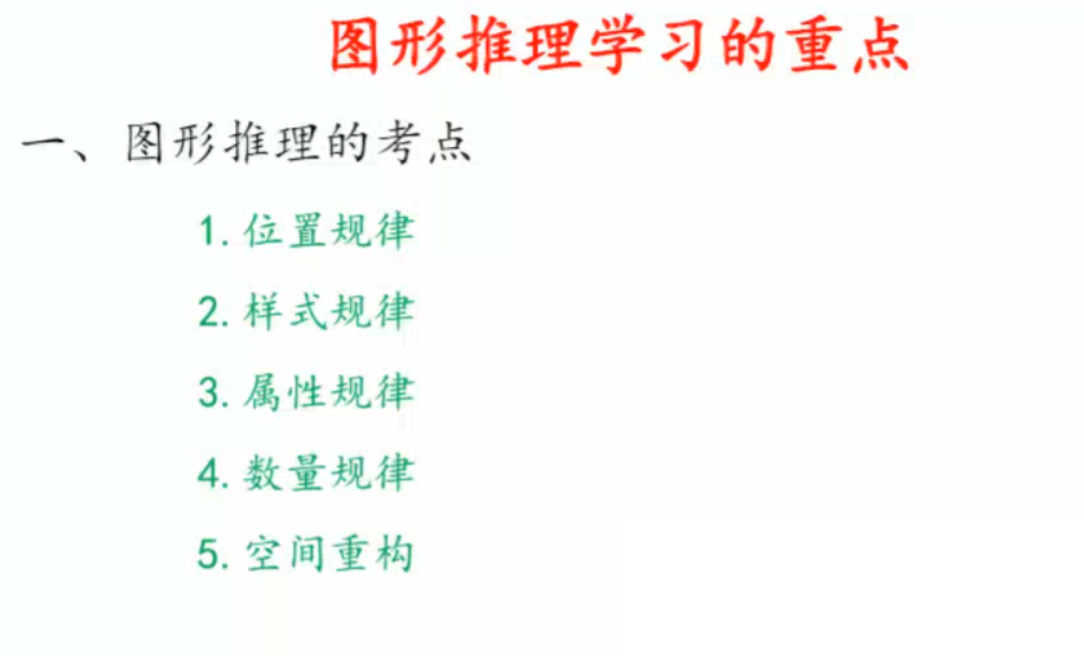 图形推理学习的重点
一、图形推理的考点
1.位置规律
2.样式规律
3.属性规律
4.数量规律
5.空间重构